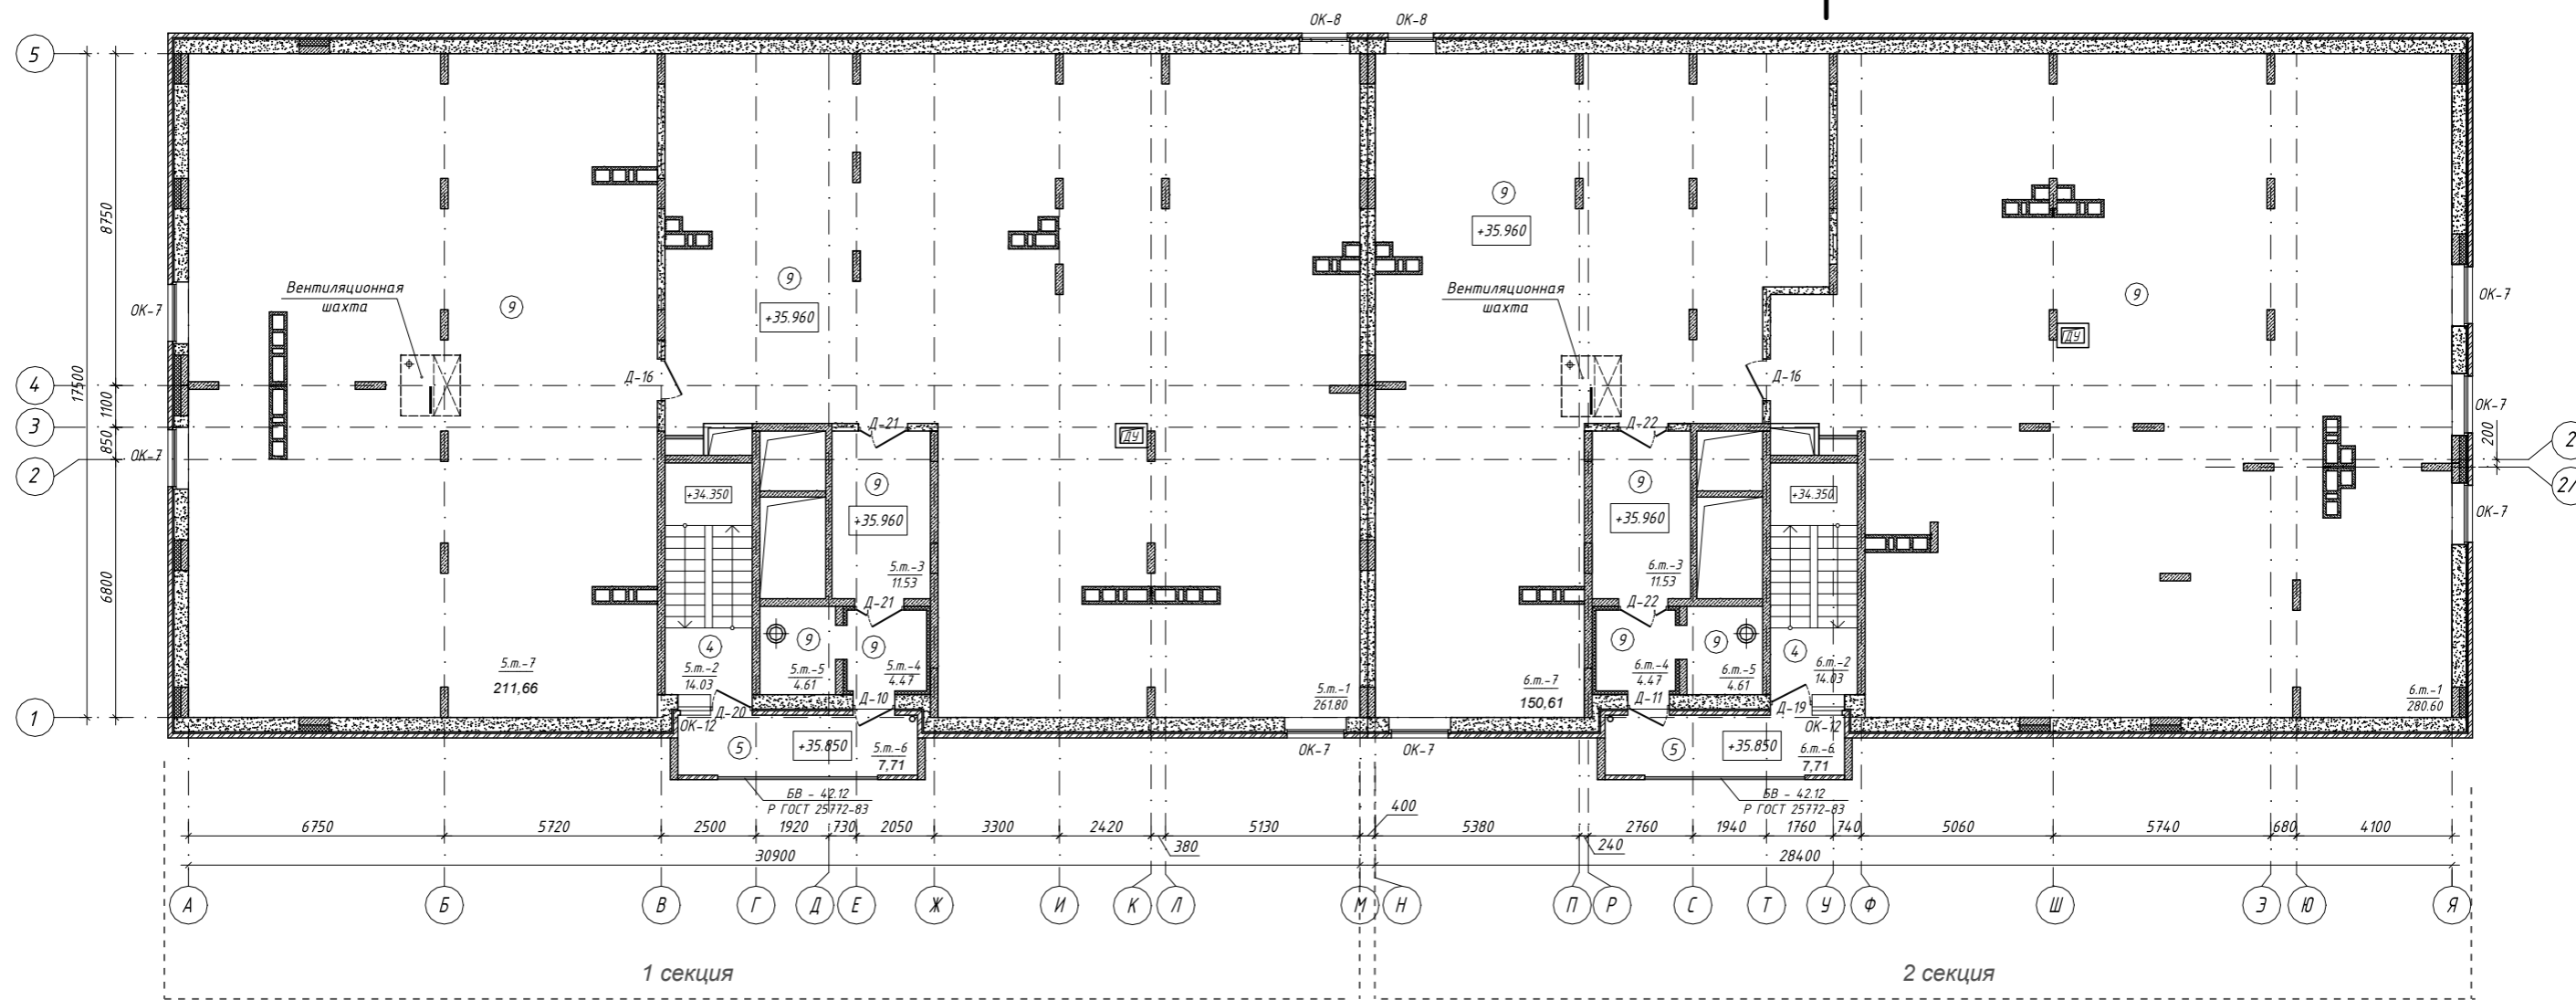 ОК-8 ОК-8
5
9
8750
+35.960
Вентиляционная
шахта
9
9
+35.960
Вентиляционная
шахта
9
ОК-7
ОК-7
ДУ
17500
4
Д-16
Д-16
1100
ОК-7
3
Д-21
ДУ
Д-22
850
ОК-7
200
2
2
2/
+34.350
9
+35.960
9
+35.960
+34.350
ОК-7
6800
5.т.-3
11.53
6.т.-3
11.53
Д-21
Д-22
4
9
9
9
9
4
5.т.-7
211,66
5.т.-2
14.03
5.т.-5
4.61
5.т.-4
4.47
6.т.-4
4.47
6.т.-5
4.61
6.т.-2
14.03
5.т.-1
261.80
6.т.-7
150,61
6.т.-1
280.60
1
Д-20
Д-10
Д-11
Д-19
ОК-12
ОК-12
5
+35.850
5.т.-6
7,71
ОК-7 ОК-7
5
+35.850
6.т.-6
7,71
БВ - 42.12
Р ГОСТ 25772-83
БВ - 42.12
Р ГОСТ 25772-83
400
6750 5720 2500 1920 730 2050 3300 2420 5130 5380 2760 1940 1760 740 5060 5740 680 4100
380
240
30900 28400
А Б В Г Д Е Ж И К Л М Н П Р С Т У Ф Ш Э Ю Я
1 секция 2 секция